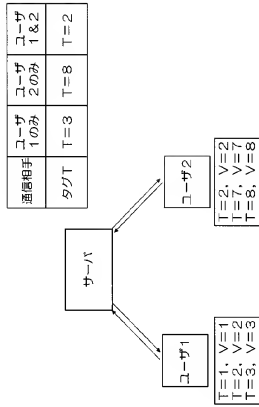 通信相手
ユーザ
1のみ
ユーザ
2のみ
ユーザ
1&2
タグT
T=3
T=8
T=2
サーバ
ユーザ1
ユーザ2
T=1, V=1
T=2, V=2
T=3, V=3
T=2, V=2
T=7, V=7
T=8, V=8